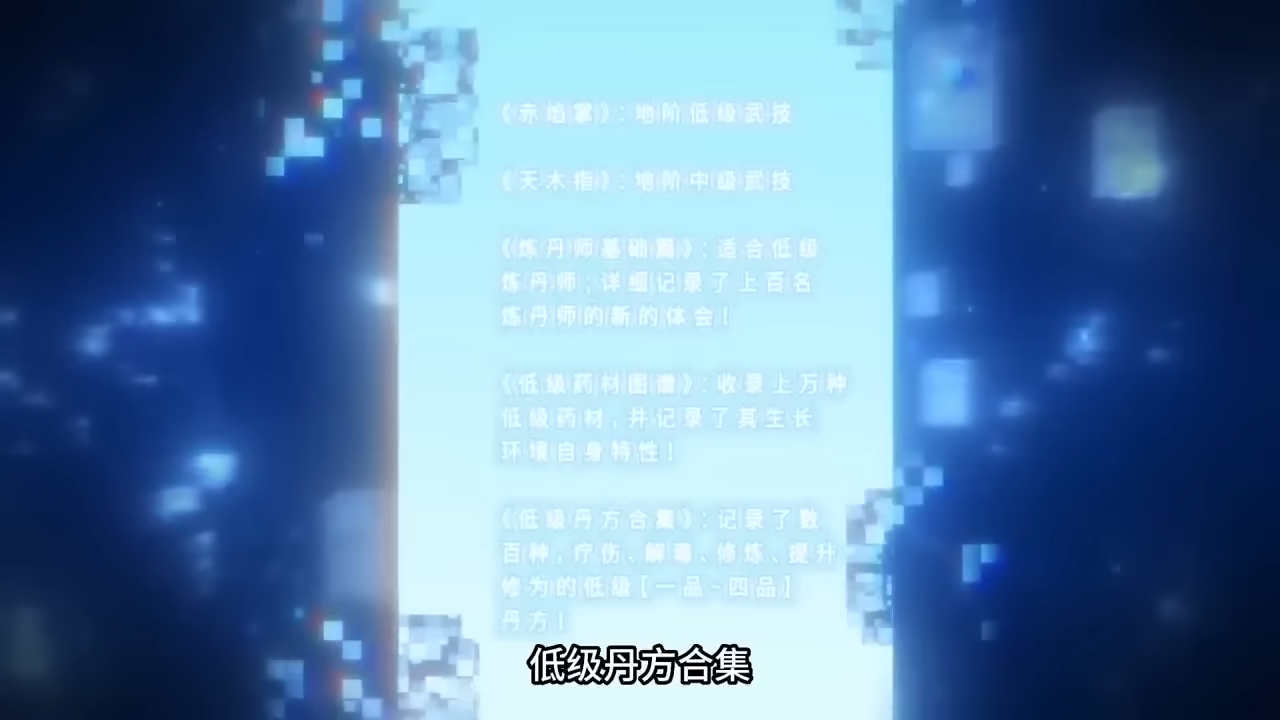 《赤焰掌》：地阶低级武技
《天木指》：地阶中级武技
《炼丹师基础篇》：适合低级
炼丹师；详细记录了上百名
炼丹师的新的体会！
《低级药材图谱》：收录上万种
低级药材，并记录了其生长
环境自身特性！
《低级丹方合集》：记录了数
百种，疗伤、解毒、修炼、提升
修为的低级【一品-四品】
丹方！
低级丹方合集